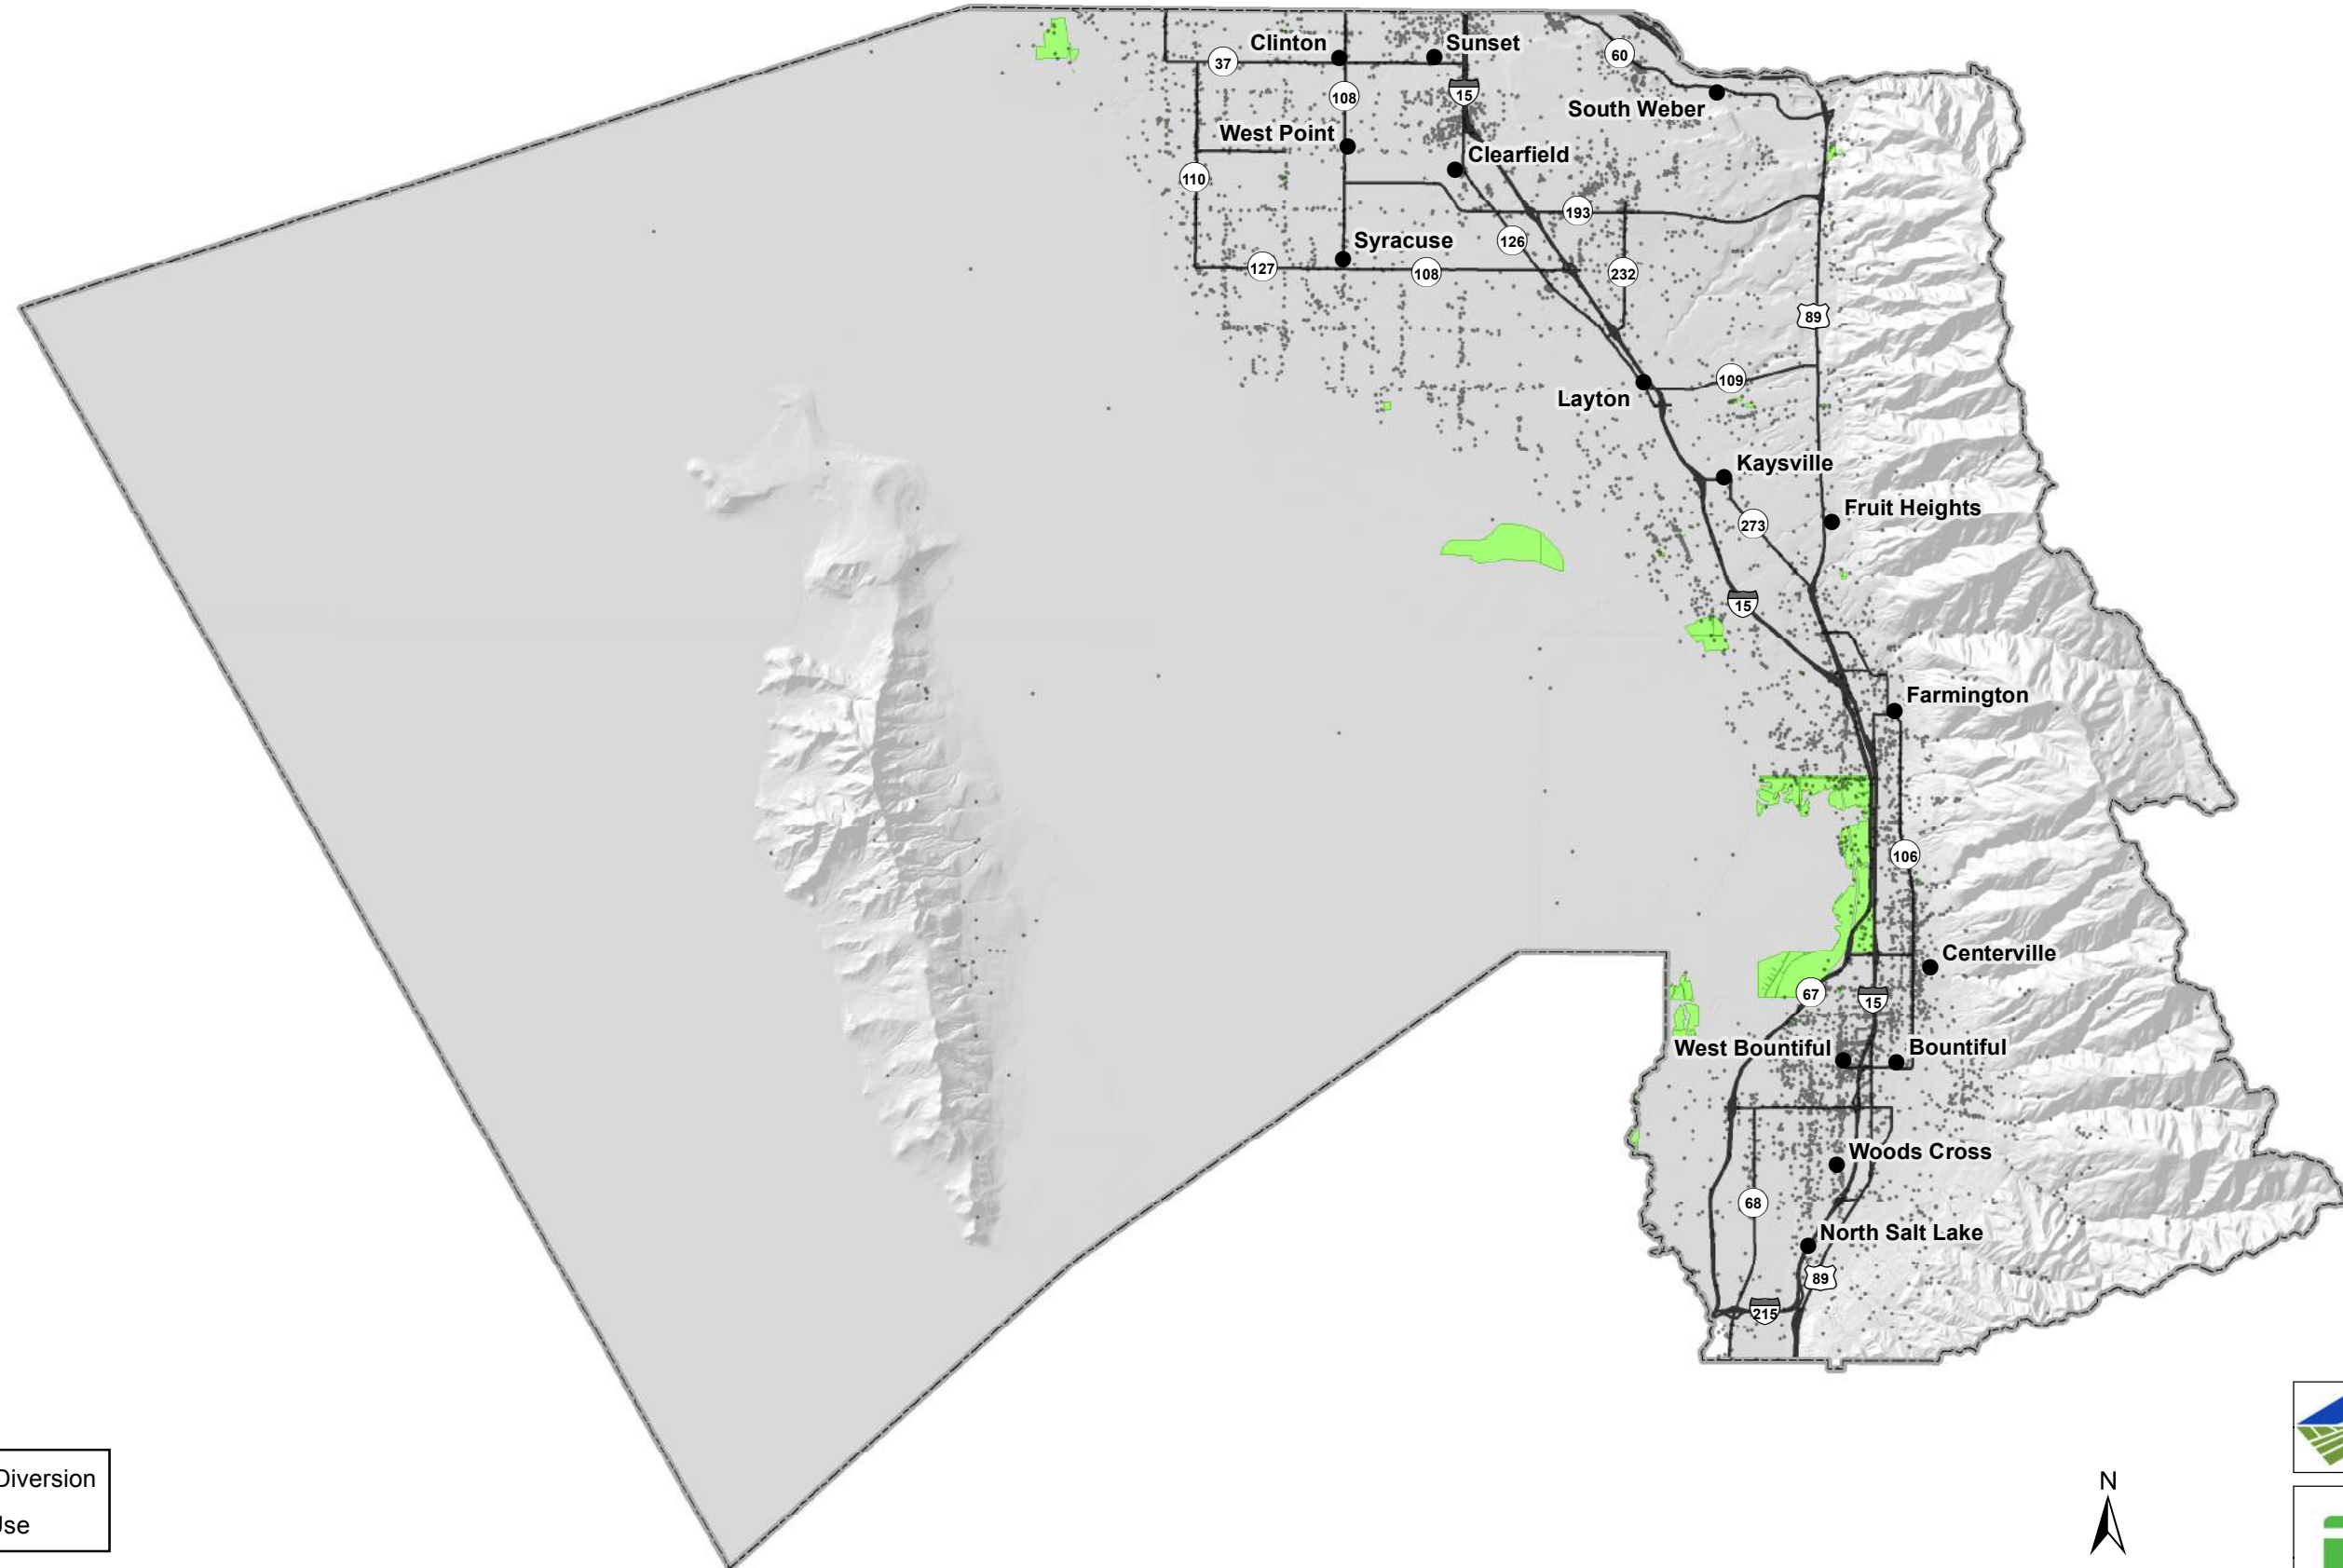 Clinton
Sunset
37
60
108
15
South Weber
West Point
Clearfield
110
193
126
Syracuse
127
108
232
89
109
Layton
Kaysville
273
Fruit Heights
15
Farmington
106
Centerville
67
15
West Bountiful
Bountiful
Woods Cross
68
North Salt Lake
89
215
Diversion
N